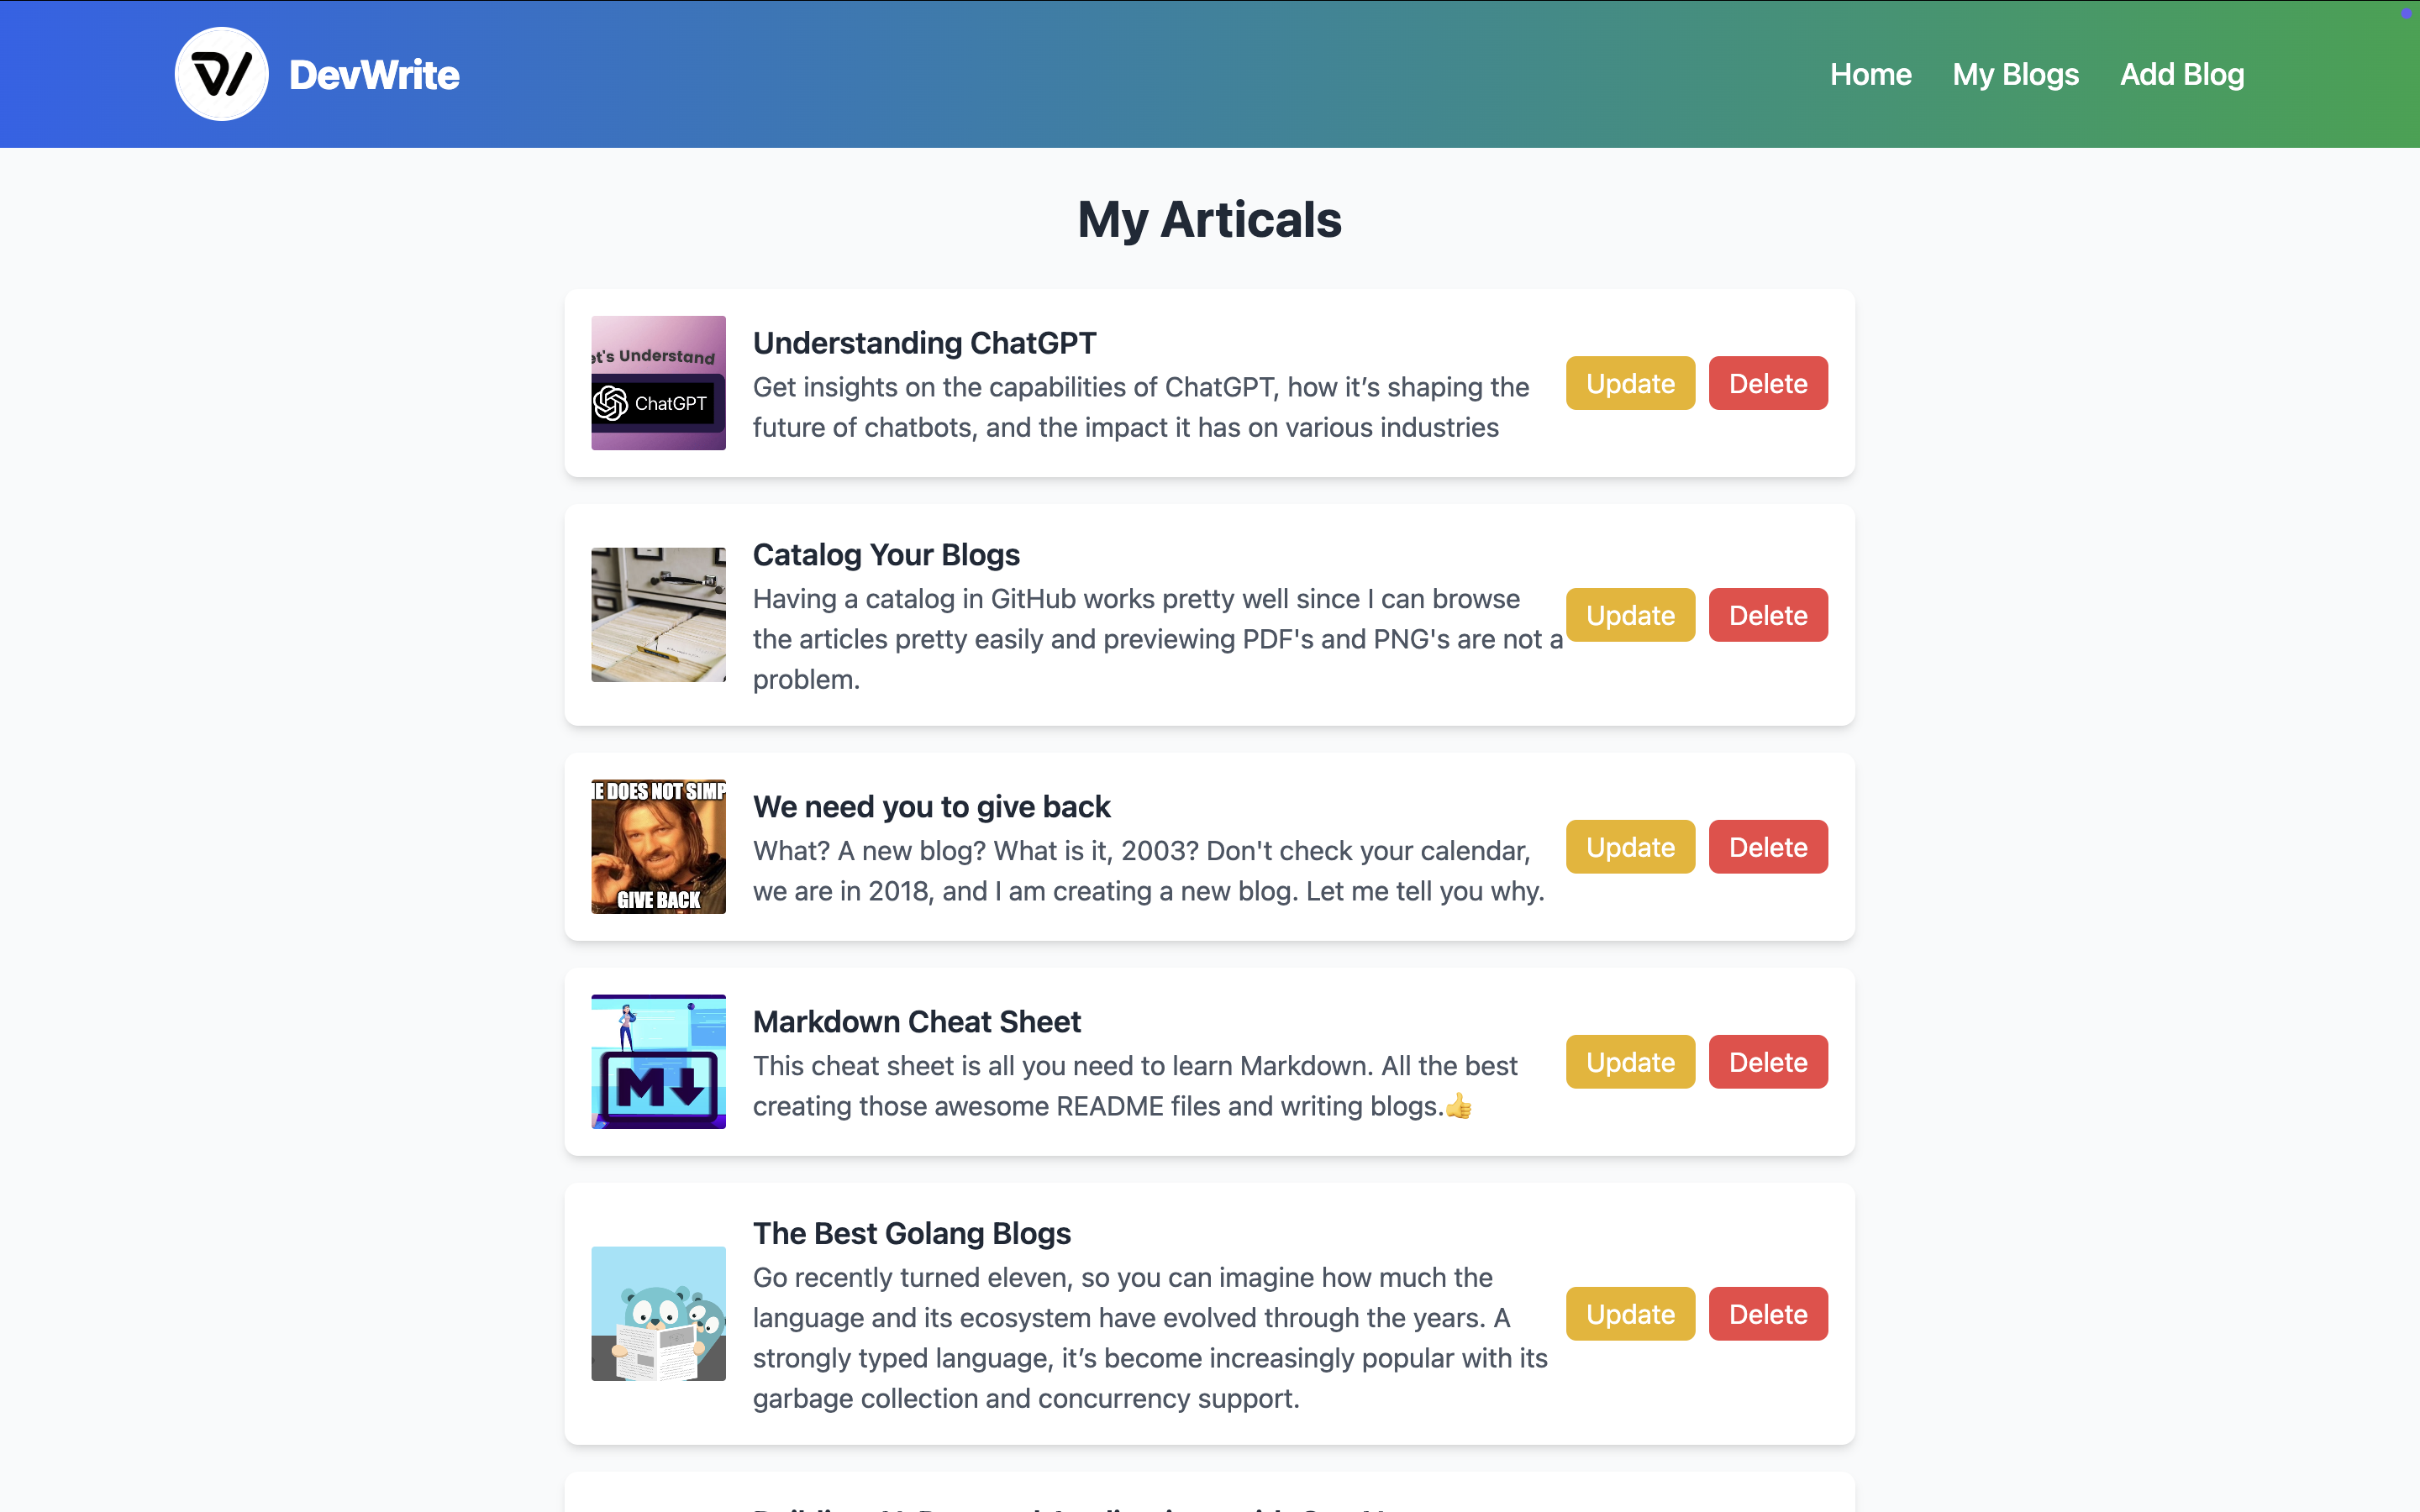 DevWrite
Home
My Blogs
Add Blog
My Articals
et's Understand
ChatGPT
Understanding ChatGPT
Get insights on the capabilities of ChatGPT, how it’s shaping the
future of chatbots, and the impact it has on various industries
Update
Delete
Catalog Your Blogs
Having a catalog in GitHub works pretty well since I can browse
the articles pretty easily and previewing PDF's and PNG's are not a
problem.
Update
Delete
NE DOES NOT SIMP
GIVE BACK
We need you to give back
What? A new blog? What is it, 2003? Don't check your calendar,
we are in 2018, and I am creating a new blog. Let me tell you why.
Update
Delete
M
Markdown Cheat Sheet
This cheat sheet is all you need to learn Markdown. All the best
creating those awesome README files and writing blogs.👍
Update
Delete
The Best Golang Blogs
Go recently turned eleven, so you can imagine how much the
language and its ecosystem have evolved through the years. A
strongly typed language, it’s become increasingly popular with its
garbage collection and concurrency support.
Update
Delete